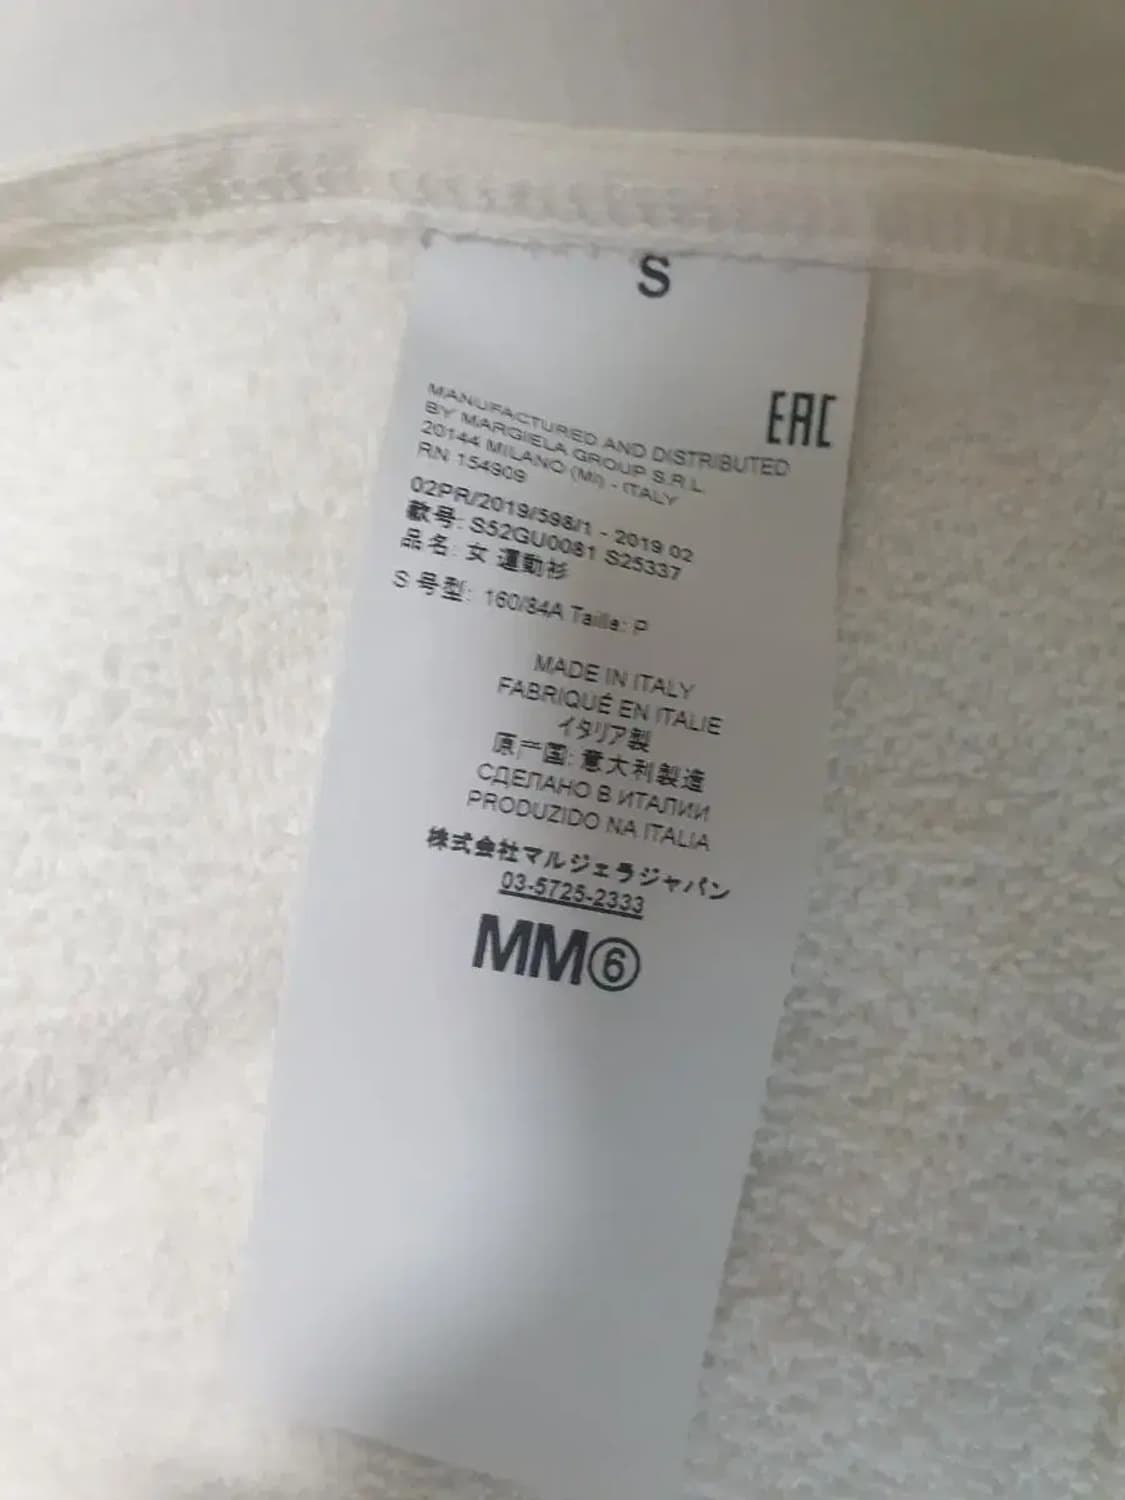 S
EAC
MANUFACTURED AND DISTRIBUTED
BY MARGIELA GROUP S.R.L.
20144 MILANO (MI) - ITALY
RN 154909
02PR/2019/598/1 - 2019 02
款号: S52GU0081 S25337
品名: 女 運動衫
S 号型: 160/84A Taille: P
MADE IN ITALY
FABRIQUÉ EN ITALIE
イタリア製
原产国: 意大利製造
СДЕЛАНО В ИТАЛИИ
PRODUZIDO NA ITALIA
株式会社マルジェラジャパン
03-5725-2333
MM⑥